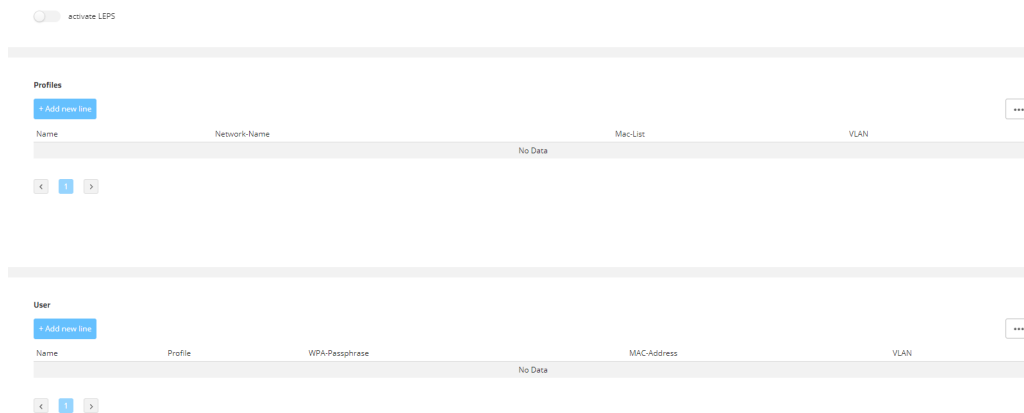 activate LEPS
Profiles
+ Add new line
•••
Name Network-Name Mac-List VLAN
No Data
< 1 >
User
+ Add new line
•••
Name Profile WPA-Passphrase MAC-Address VLAN
No Data
< 1 >